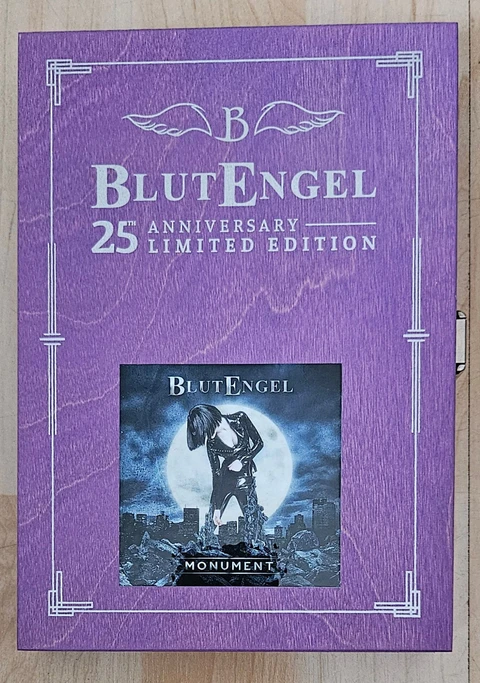 B
BLUTENGEL
25TH ANNIVERSARY
LIMITED EDITION
BLUTENGEL
MONUMENT